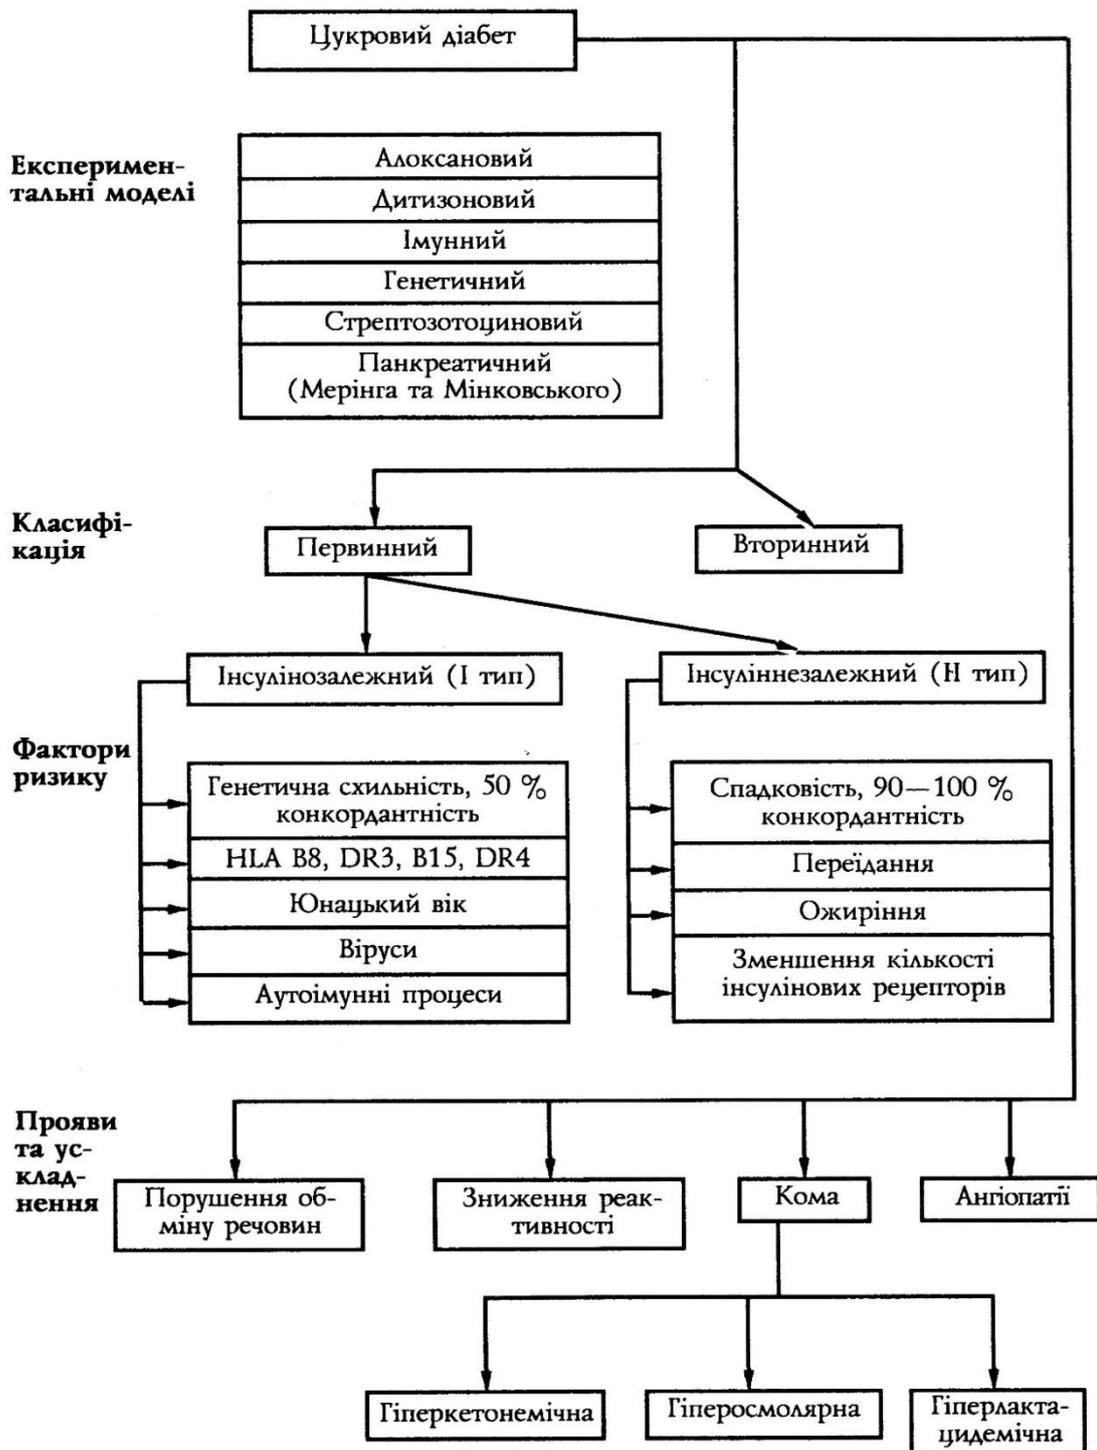 Цукровий діабет
Експеримен-
тальні моделі
Алоксановий
Дитизоновий
Імунний
Генетичний
Стрептозотоциновий
Панкреатичний
(Мерінга та Мінковського)
Класифі-
кація
Первинний
Вторинний
Інсулінозалежний (I тип)
Інсуліннезалежний (H тип)
Фактори
ризику
Генетична схильність, 50 %
конкордантність
HLA B8, DR3, B15, DR4
Юнацький вік
Віруси
Аутоімунні процеси
Спадковість, 90—100 %
конкордантність
Переїдання
Ожиріння
Зменшення кількості
інсулінових рецепторів
Прояви
та ус-
клад-
нення
Порушення об-
міну речовин
Зниження реак-
тивності
Кома
Ангіопатії
Гіперкетонемічна
Гіперосмолярна
Гіперлакта-
цидемічна